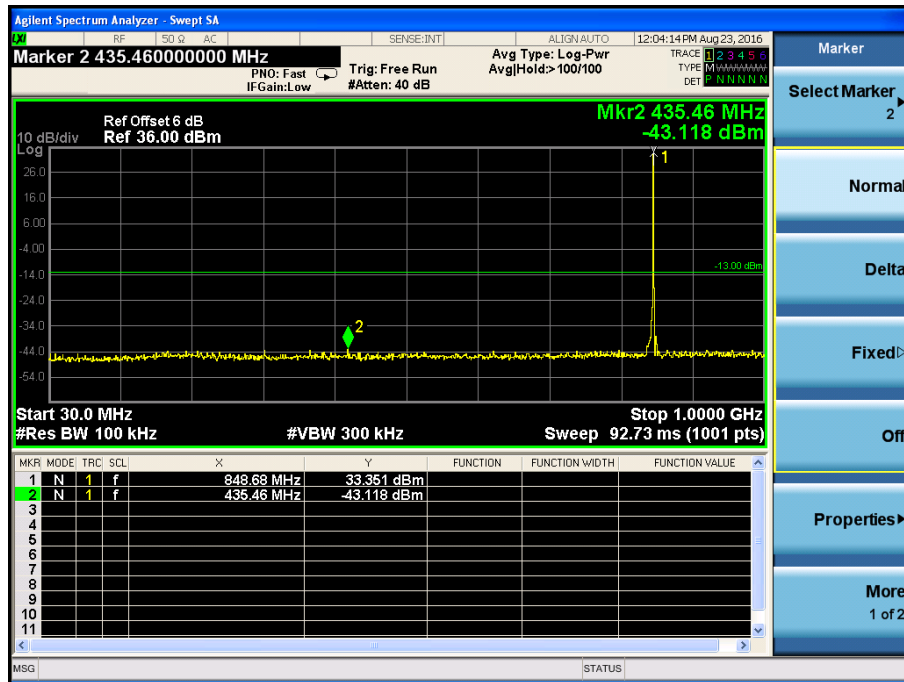 Agilent Spectrum Analyzer - Swept SA
LXI RF 50 Ω AC SENSE:INT ALIGN AUTO 12:04:14 PM Aug 23, 2016
Marker 2 435.460000000 MHz
PNO: Fast
IFGain:Low
Trig: Free Run
#Atten: 40 dB
Avg Type: Log-Pwr
Avg|Hold:>100/100
TRACE 1 2 3 4 5 6
TYPE M W W W W W
DET P N N N N N
Mkr2 435.46 MHz
-43.118 dBm
Ref Offset 6 dB
10 dB/div Ref 36.00 dBm
Log
1
26.0
16.0
6.00
-4.00
-13.00 dBm
-14.0
-24.0
-34.0
2
-44.0
-54.0
Start 30.0 MHz Stop 1.0000 GHz
#Res BW 100 kHz #VBW 300 kHz Sweep 92.73 ms (1001 pts)
MKR MODE TRC SCL X Y FUNCTION FUNCTION WIDTH FUNCTION VALUE
1 N 1 f 848.68 MHz 33.351 dBm
2 N 1 f 435.46 MHz -43.118 dBm
3
4
5
6
7
8
9
10
11
MSG STATUS
Marker
Select Marker
2
Normal
Delta
Fixed
Off
Properties
More
1 of 2